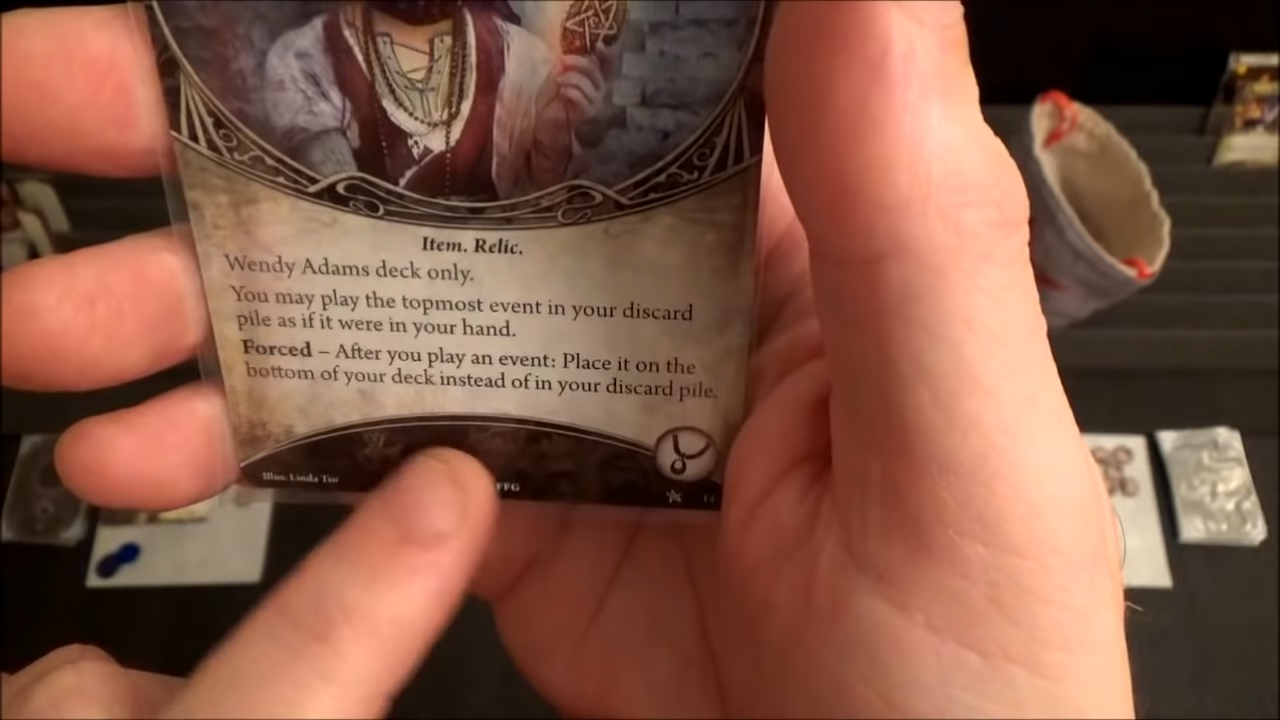 Item. Relic.
Wendy Adams deck only.
You may play the topmost event in your discard
pile as if it were in your hand.
Forced – After you play an event: Place it on the
bottom of your deck instead of in your discard pile.
Illus. Linda Tso
FFG